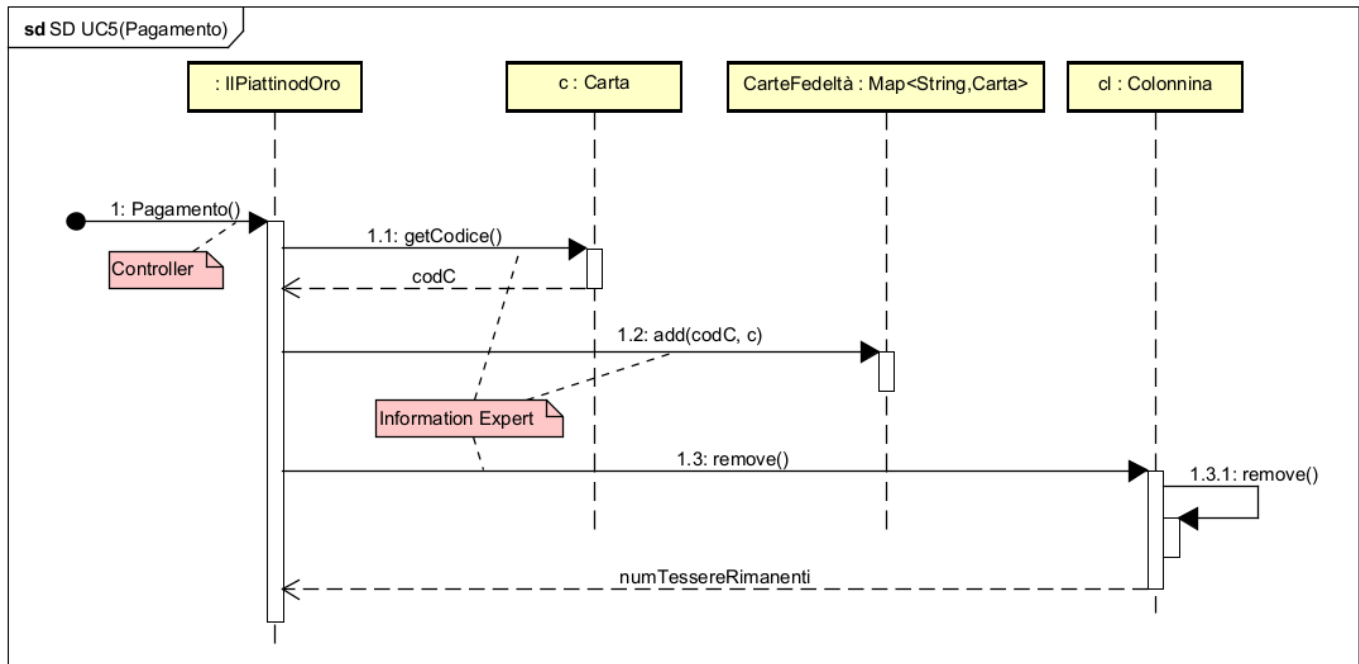 sd SD UC5(Pagamento)
: IlPiattinodOro
c : Carta
CarteFedeltà : Map<String,Carta>
cl : Colonnina
1: Pagamento()
Controller
1.1: getCodice()
codC
1.2: add(codC, c)
Information Expert
1.3: remove()
1.3.1: remove()
numTessereRimanenti